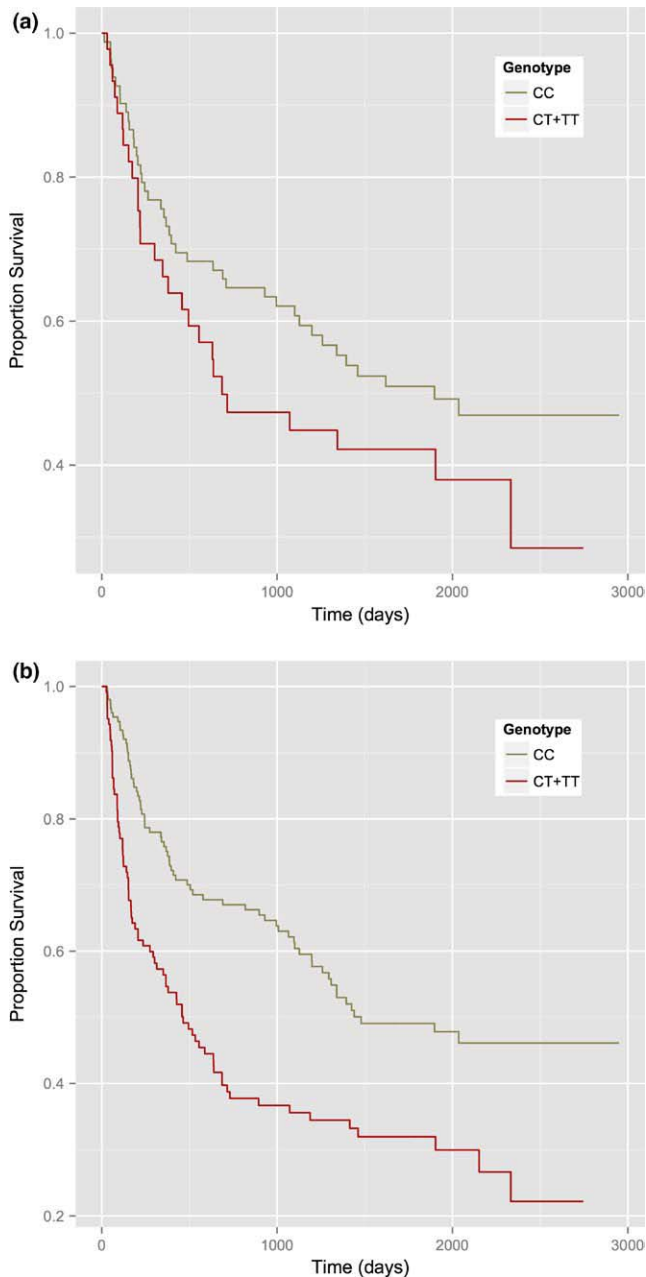 (a)
1.0
Genotype
CC
CT+TT
0.8
Proportion Survival
0.6
0.4
0
1000
2000
3000
Time (days)
(b)
1.0
Genotype
CC
CT+TT
0.8
Proportion Survival
0.6
0.4
0.2
0
1000
2000
3000
Time (days)